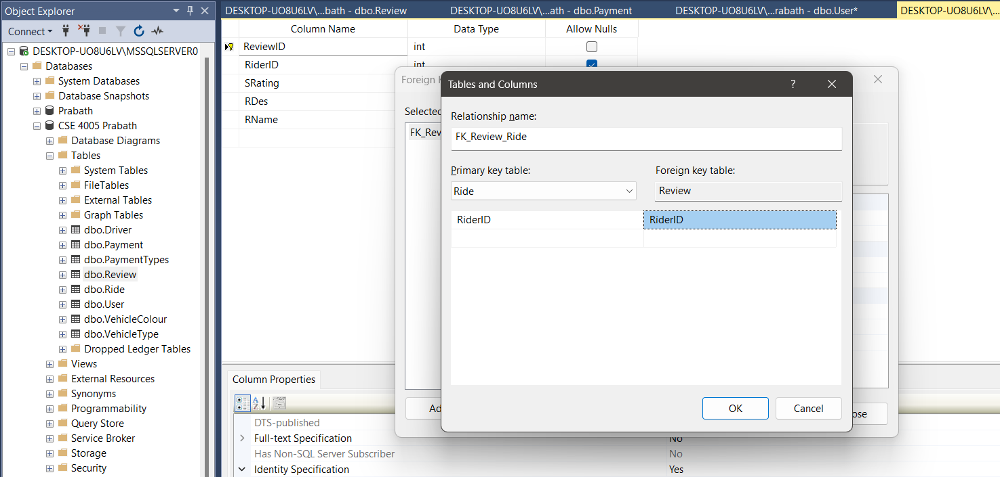 Object Explorer
DESKTOP-UO8U6LV\...bath - dbo.Review
DESKTOP-UO8U6LV\...ath - dbo.Payment
DESKTOP-UO8U6LV\...rabath - dbo.User*
DESKTOP-UO8U6LV\...
Connect
DESKTOP-UO8U6LV\MSSQLSERVER0
Databases
System Databases
Database Snapshots
Prabath
CSE 4005 Prabath
Database Diagrams
Tables
System Tables
FileTables
External Tables
Graph Tables
dbo.Driver
dbo.Payment
dbo.PaymentTypes
dbo.Review
dbo.Ride
dbo.User
dbo.VehicleColour
dbo.VehicleType
Dropped Ledger Tables
Views
External Resources
Synonyms
Programmability
Query Store
Service Broker
Storage
Security
Column Name
Data Type
Allow Nulls
ReviewID
int
RiderID
int
SRating
RDes
RName
Foreign
Selected
FK_Rev
Ad
ose
Tables and Columns
?
Relationship name:
FK_Review_Ride
Primary key table:
Foreign key table:
Ride
Review
RiderID
RiderID
OK
Cancel
Column Properties
DTS-published
Full-text Specification
No
Has Non-SQL Server Subscriber
No
Identity Specification
Yes